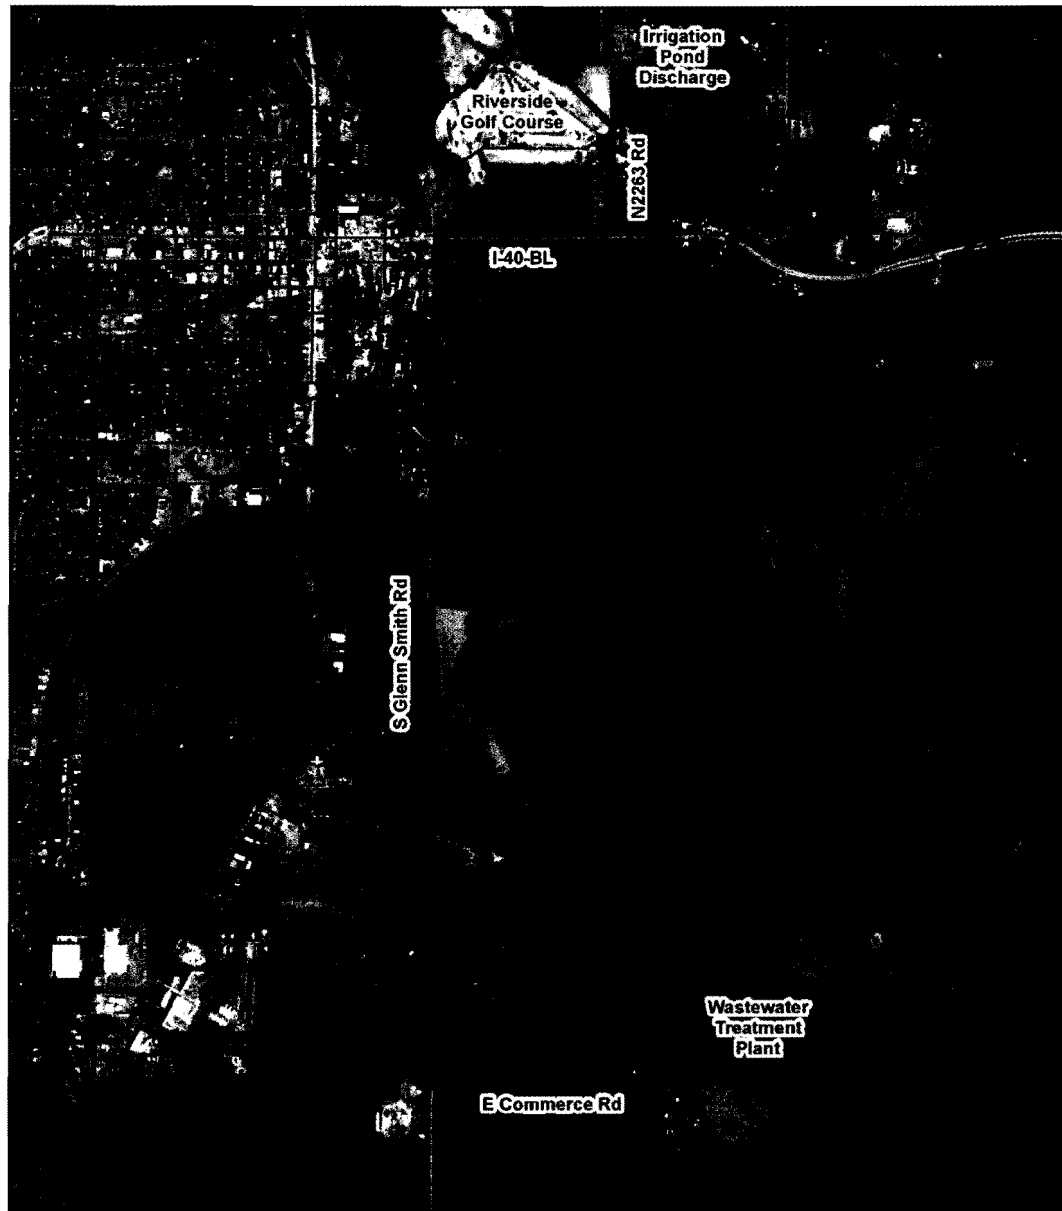 Irrigation
Pond
Discharge
Riverside
Golf Course
N2263 Rd
I-40-BL
S Glenn Smith Rd
Wastewater
Treatment
Plant
E Commerce Rd